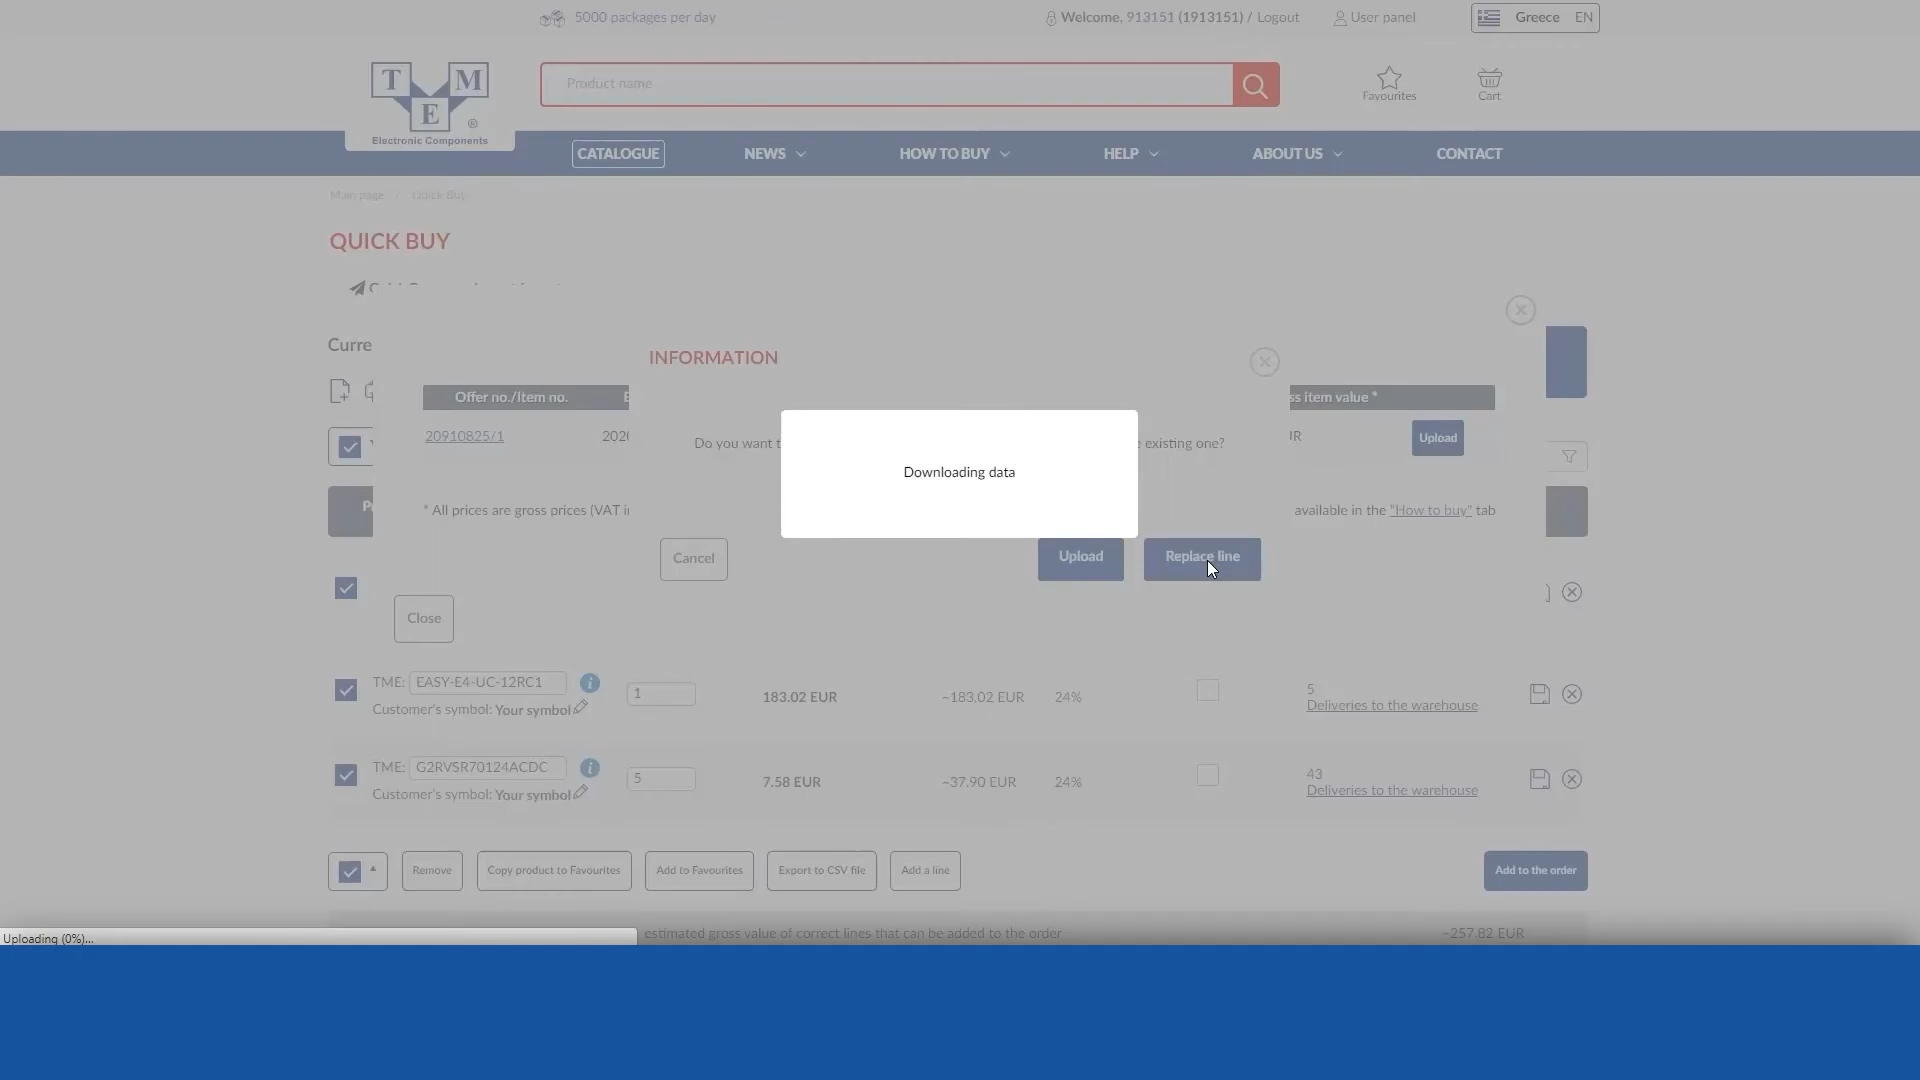 5000 packages per day
Welcome, 913151 (1913151) / Logout
User panel
Greece EN
T M E ®
Electronic Components
Product name
Favourites
Cart
CATALOGUE NEWS HOW TO BUY HELP ABOUT US CONTACT
Main page / Quick Buy
QUICK BUY
Curre
INFORMATION
Offer no./Item no.
ss item value *
20910825/1
Do you want t
e existing one?
Upload
Downloading data
* All prices are gross prices (VAT i
available in the "How to buy" tab
Cancel
Upload
Replace line
Close
TME: EASY-E4-UC-12RC1
Customer's symbol: Your symbol
1
183.02 EUR
~183.02 EUR
24%
5
Deliveries to the warehouse
TME: G2RVSR70124ACDC
Customer's symbol: Your symbol
5
7.58 EUR
~37.90 EUR
24%
43
Deliveries to the warehouse
Remove
Copy product to Favourites
Add to Favourites
Export to CSV file
Add a line
Add to the order
Uploading (0%)...
estimated gross value of correct lines that can be added to the order
~257.82 EUR